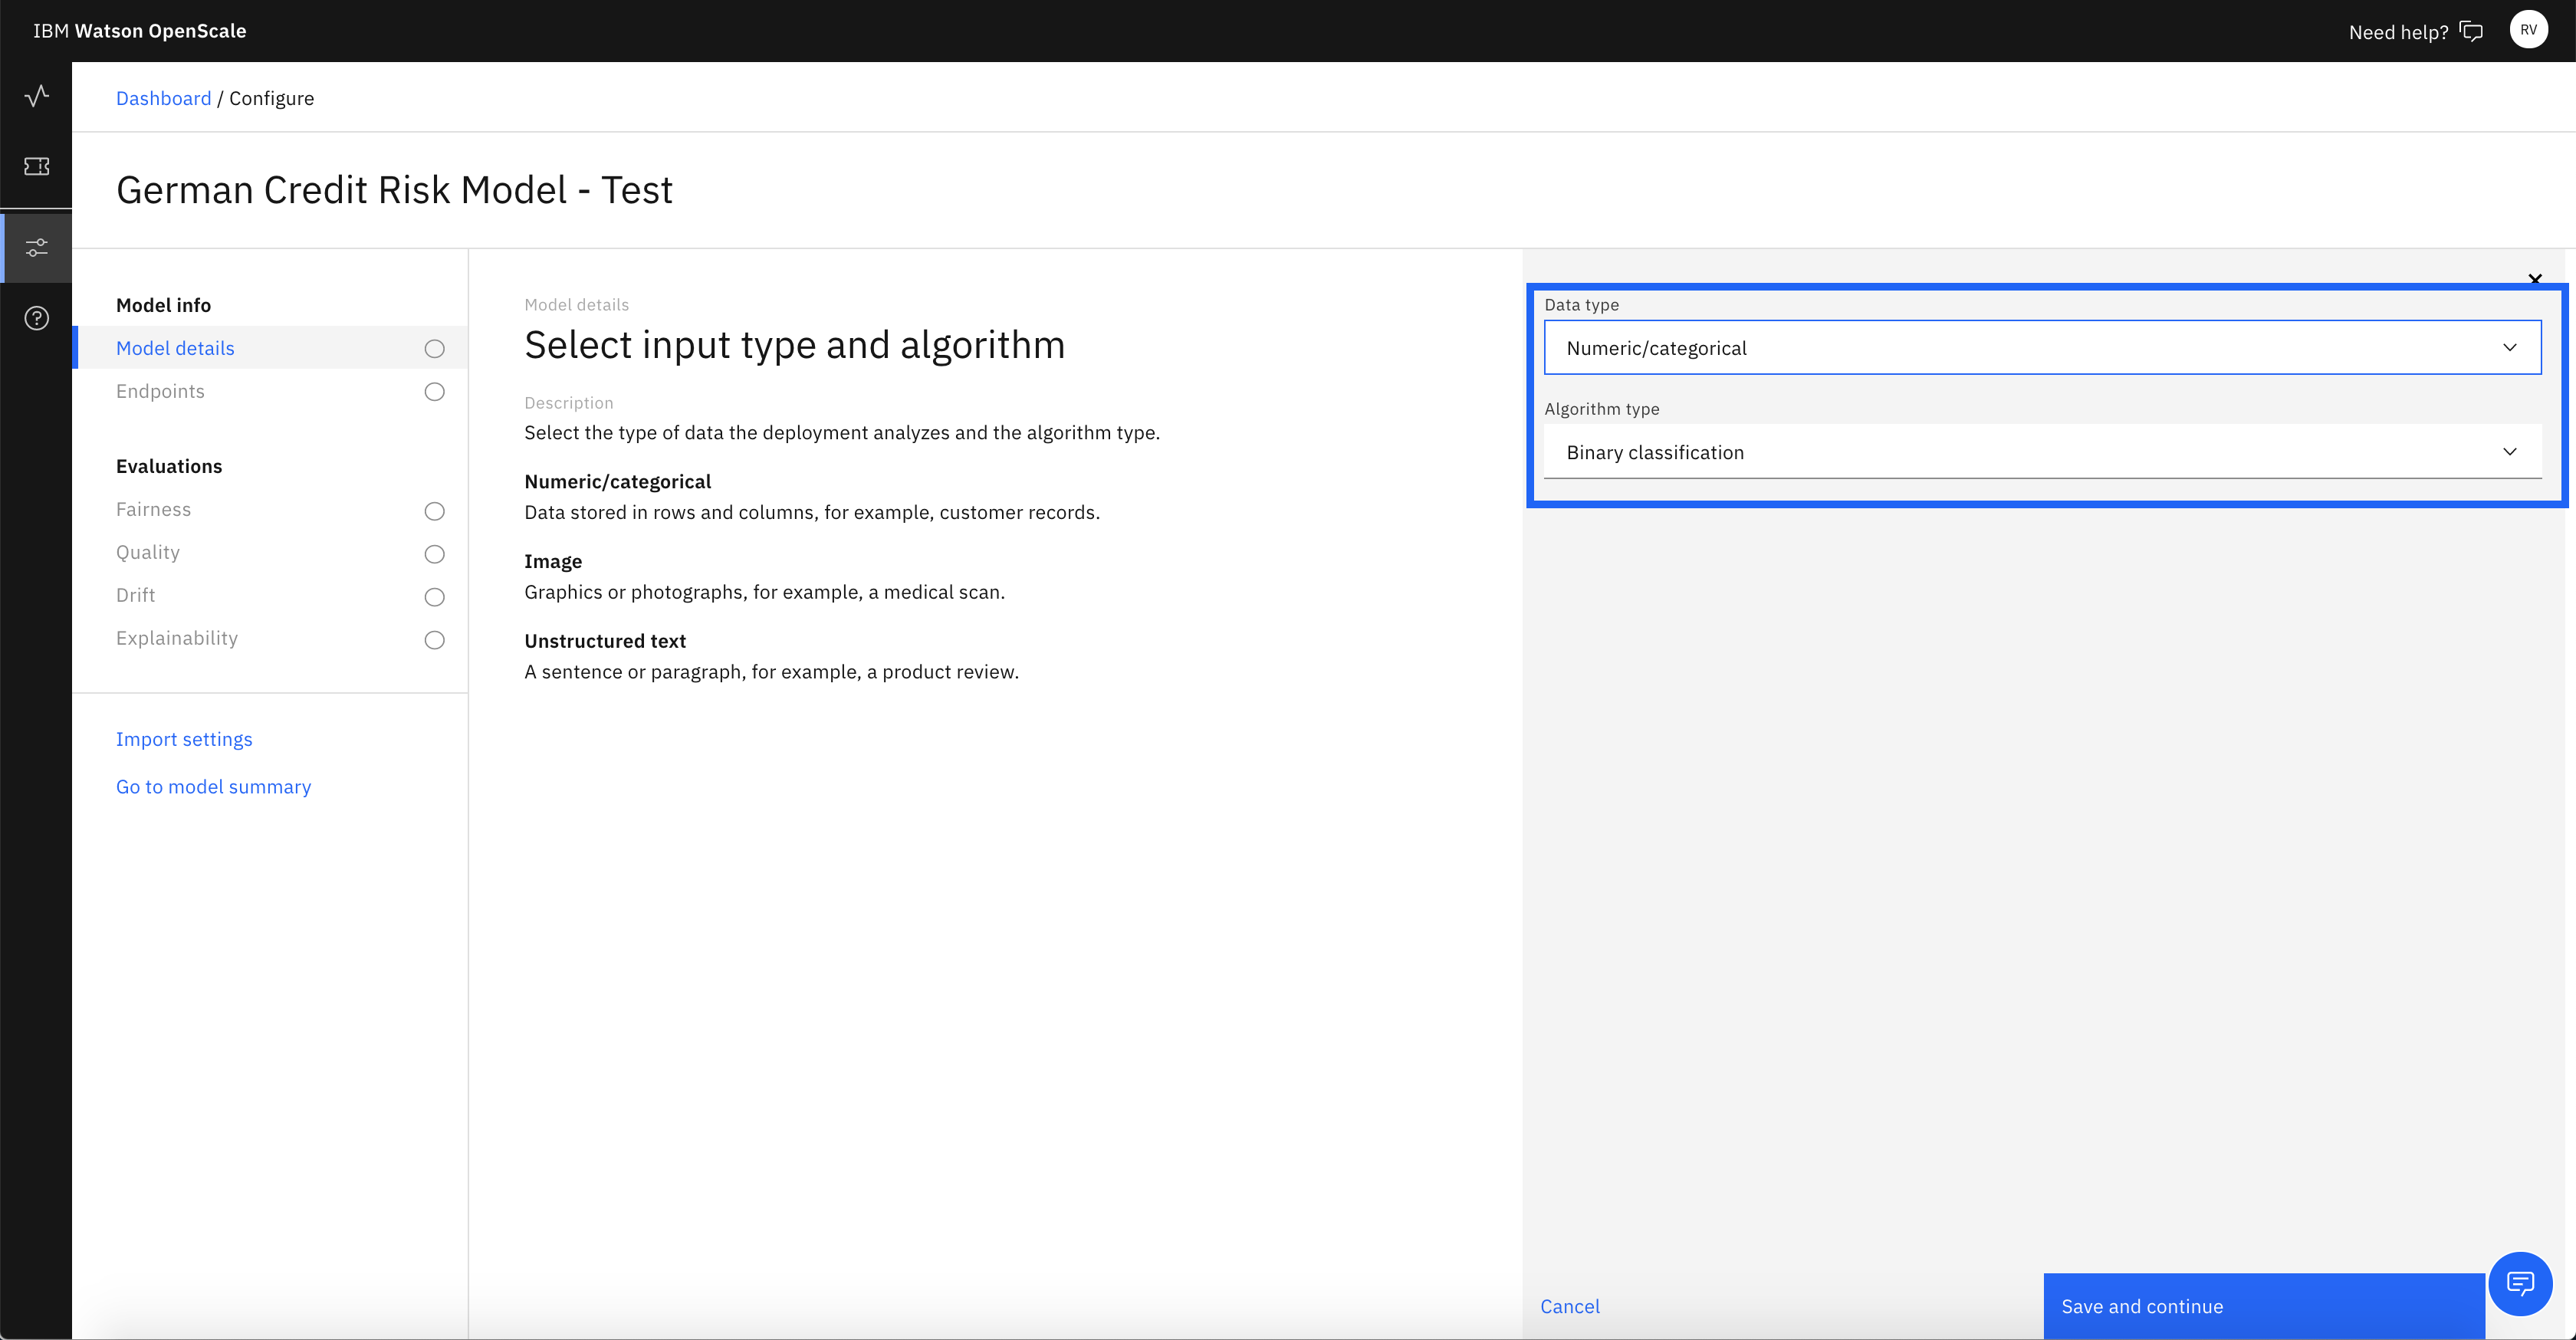 IBM Watson OpenScale
Need help?
RV
Dashboard / Configure
German Credit Risk Model - Test
Model info
Model details
Endpoints
Evaluations
Fairness
Quality
Drift
Explainability
Import settings
Go to model summary
Model details
Select input type and algorithm
Description
Select the type of data the deployment analyzes and the algorithm type.
Numeric/categorical
Data stored in rows and columns, for example, customer records.
Image
Graphics or photographs, for example, a medical scan.
Unstructured text
A sentence or paragraph, for example, a product review.
Data type
Numeric/categorical
Algorithm type
Binary classification
Cancel
Save and continue